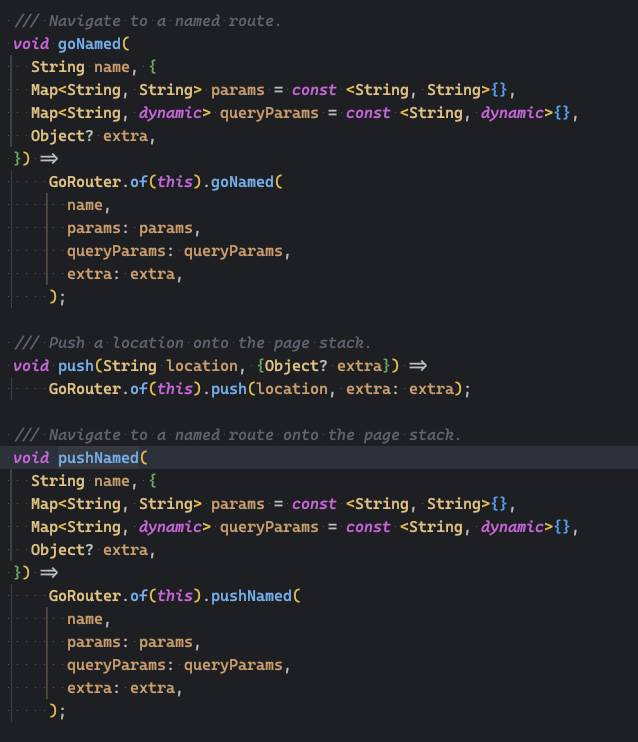 /// Navigate to a named route.
void goNamed(
  String name, {
  Map<String, String> params = const <String, String>{},
  Map<String, dynamic> queryParams = const <String, dynamic>{},
  Object? extra,
}) =>
    GoRouter.of(this).goNamed(
      name,
      params: params,
      queryParams: queryParams,
      extra: extra,
    );

/// Push a location onto the page stack.
void push(String location, {Object? extra}) =>
    GoRouter.of(this).push(location, extra: extra);

/// Navigate to a named route onto the page stack.
void pushNamed(
  String name, {
  Map<String, String> params = const <String, String>{},
  Map<String, dynamic> queryParams = const <String, dynamic>{},
  Object? extra,
}) =>
    GoRouter.of(this).pushNamed(
      name,
      params: params,
      queryParams: queryParams,
      extra: extra,
    );